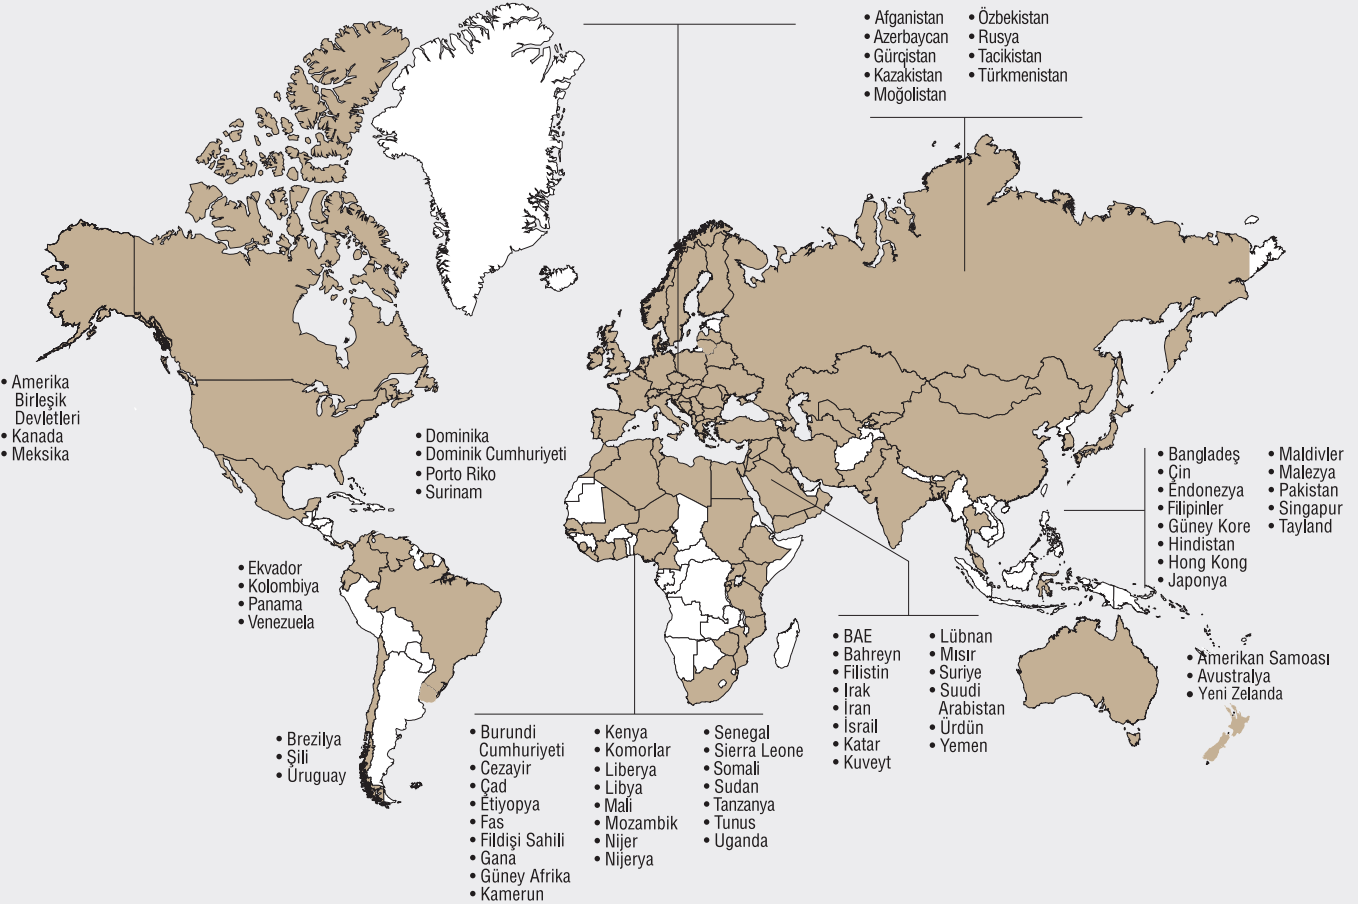 • Afganistan
• Azerbaycan
• Gürcistan
• Kazakistan
• Moğolistan
• Özbekistan
• Rusya
• Tacikistan
• Türkmenistan
• Amerika
Birleşik
Devletleri
• Kanada
• Meksika
• Dominika
• Dominik Cumhuriyeti
• Porto Riko
• Surinam
• Bangladeş
• Çin
• Endonezya
• Filipinler
• Güney Kore
• Hindistan
• Hong Kong
• Japonya
• Maldivler
• Malezya
• Pakistan
• Singapur
• Tayland
• Ekvador
• Kolombiya
• Panama
• Venezuela
• BAE
• Bahreyn
• Filistin
• Irak
• İran
• İsrail
• Katar
• Kuveyt
• Lübnan
• Mısır
• Suriye
• Suudi
Arabistan
• Ürdün
• Yemen
• Amerikan Samoası
• Avustralya
• Yeni Zelanda
• Brezilya
• Şili
• Uruguay
• Burundi
Cumhuriyeti
• Cezayir
• Çad
• Etiyopya
• Fas
• Fildişi Sahili
• Gana
• Güney Afrika
• Kamerun
• Kenya
• Komorlar
• Liberya
• Libya
• Mali
• Mozambik
• Nijer
• Nijerya
• Senegal
• Sierra Leone
• Somali
• Sudan
• Tanzanya
• Tunus
• Uganda